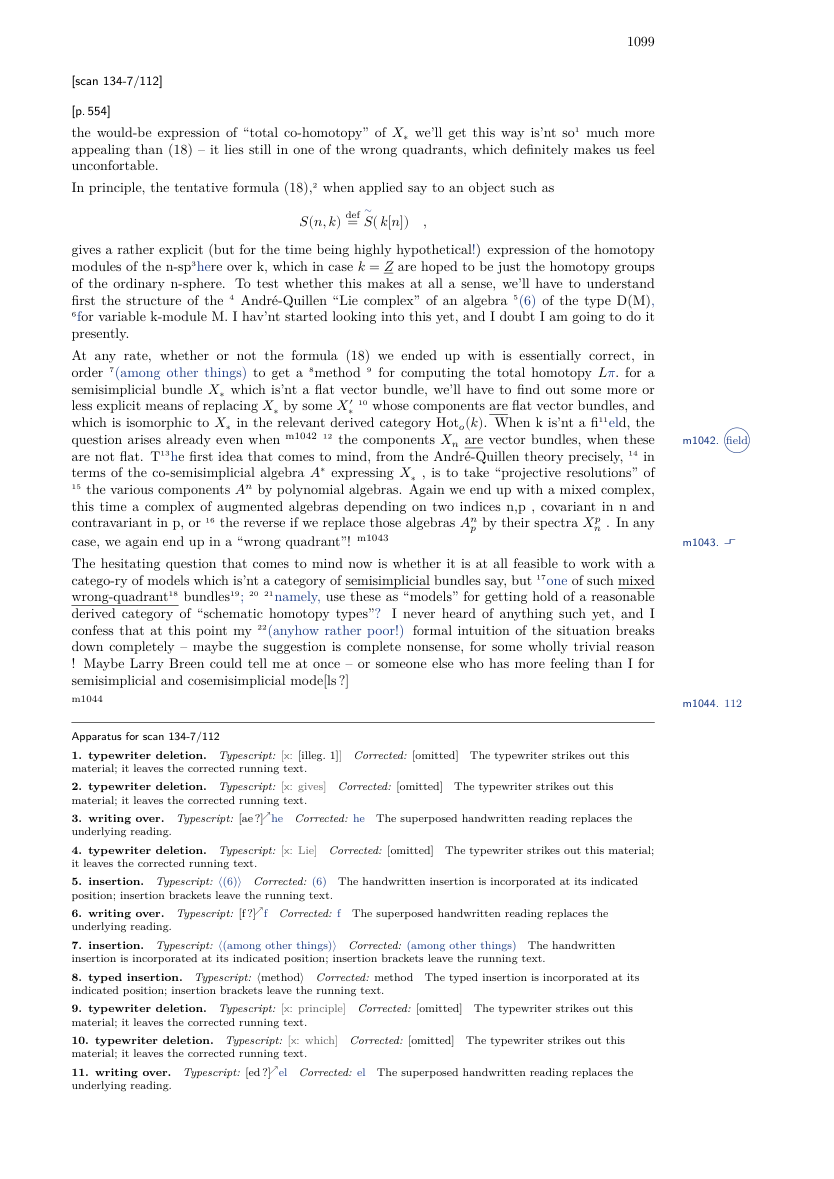 1099
[scan 134-7/112]
[p. 554]
the would-be expression of “total co-homotopy” of X∗ we’ll get this way is’nt so¹ much more
appealing than (18) – it lies still in one of the wrong quadrants, which definitely makes us feel
unconfortable.
In principle, the tentative formula (18),² when applied say to an object such as
S(n, k) def= S̃( k[n]) ,
gives a rather explicit (but for the time being highly hypothetical!) expression of the homotopy
modules of the n-sp³here over k, which in case k = Z are hoped to be just the homotopy groups
of the ordinary n-sphere. To test whether this makes at all a sense, we’ll have to understand
first the structure of the ⁴ André-Quillen “Lie complex” of an algebra ⁵(6) of the type D(M),
⁶for variable k-module M. I hav’nt started looking into this yet, and I doubt I am going to do it
presently.
At any rate, whether or not the formula (18) we ended up with is essentially correct, in
order ⁷(among other things) to get a ⁸method ⁹ for computing the total homotopy Lπ. for a
semisimplicial bundle X∗ which is’nt a flat vector bundle, we’ll have to find out some more or
less explicit means of replacing X∗ by some X′∗ ¹⁰ whose components are flat vector bundles, and
which is isomorphic to X∗ in the relevant derived category Hot₀(k). When k is’nt a fi¹¹eld, the
question arises already even when m1042 ¹² the components Xₙ are vector bundles, when these
m1042. field
are not flat. T¹³he first idea that comes to mind, from the André-Quillen theory precisely, ¹⁴ in
terms of the co-semisimplicial algebra A* expressing X∗ , is to take “projective resolutions” of
¹⁵ the various components Aⁿ by polynomial algebras. Again we end up with a mixed complex,
this time a complex of augmented algebras depending on two indices n,p , covariant in n and
contravariant in p, or ¹⁶ the reverse if we replace those algebras Aⁿₚ by their spectra Xᵖₙ . In any
case, we again end up in a “wrong quadrant”! m1043
m1043.
The hesitating question that comes to mind now is whether it is at all feasible to work with a
catego-ry of models which is’nt a category of semisimplicial bundles say, but ¹⁷one of such mixed
wrong-quadrant¹⁸ bundles¹⁹; ²⁰ ²¹namely, use these as “models” for getting hold of a reasonable
derived category of “schematic homotopy types”? I never heard of anything such yet, and I
confess that at this point my ²²(anyhow rather poor!) formal intuition of the situation breaks
down completely – maybe the suggestion is complete nonsense, for some wholly trivial reason
! Maybe Larry Breen could tell me at once – or someone else who has more feeling than I for
semisimplicial and cosemisimplicial mode[ls ?]
m1044
m1044. 112
Apparatus for scan 134-7/112
1. typewriter deletion. Typescript: [x: [illeg. 1]] Corrected: [omitted] The typewriter strikes out this
material; it leaves the corrected running text.
2. typewriter deletion. Typescript: [x: gives] Corrected: [omitted] The typewriter strikes out this
material; it leaves the corrected running text.
3. writing over. Typescript: [ae ?]↗he Corrected: he The superposed handwritten reading replaces the
underlying reading.
4. typewriter deletion. Typescript: [x: Lie] Corrected: [omitted] The typewriter strikes out this material;
it leaves the corrected running text.
5. insertion. Typescript: ⟨(6)⟩ Corrected: (6) The handwritten insertion is incorporated at its indicated
position; insertion brackets leave the running text.
6. writing over. Typescript: [f ?]↗f Corrected: f The superposed handwritten reading replaces the
underlying reading.
7. insertion. Typescript: ⟨(among other things)⟩ Corrected: (among other things) The handwritten
insertion is incorporated at its indicated position; insertion brackets leave the running text.
8. typed insertion. Typescript: ⟨method⟩ Corrected: method The typed insertion is incorporated at its
indicated position; insertion brackets leave the running text.
9. typewriter deletion. Typescript: [x: principle] Corrected: [omitted] The typewriter strikes out this
material; it leaves the corrected running text.
10. typewriter deletion. Typescript: [x: which] Corrected: [omitted] The typewriter strikes out this
material; it leaves the corrected running text.
11. writing over. Typescript: [ed ?]↗el Corrected: el The superposed handwritten reading replaces the
underlying reading.